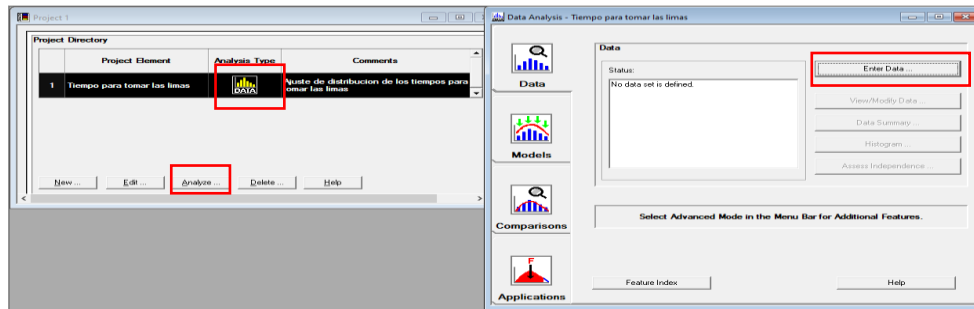 Project 1
Project Directory
Project Element
Analysis Type
Comments
1
Tiempo para tomar las limas
DATA
Ajuste de distribucion de los tiempos para
tomar las limas
New ...
Edit ...
Analyze ...
Delete ...
Help
Data Analysis - Tiempo para tomar las limas
Data
Models
Comparisons
F
Applications
Data
Status:
No data set is defined.
Enter Data ...
View/Modify Data ...
Data Summary ...
Histogram ...
Assess Independence ...
Select Advanced Mode in the Menu Bar for Additional Features.
Feature Index
Help